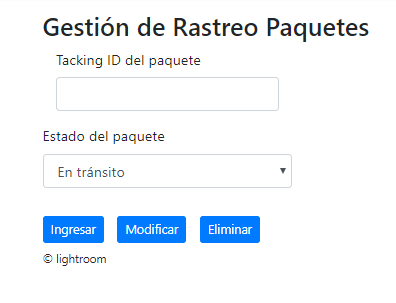 Gestión de Rastreo Paquetes
Tacking ID del paquete
Estado del paquete
En tránsito
Ingresar Modificar Eliminar
© lightroom